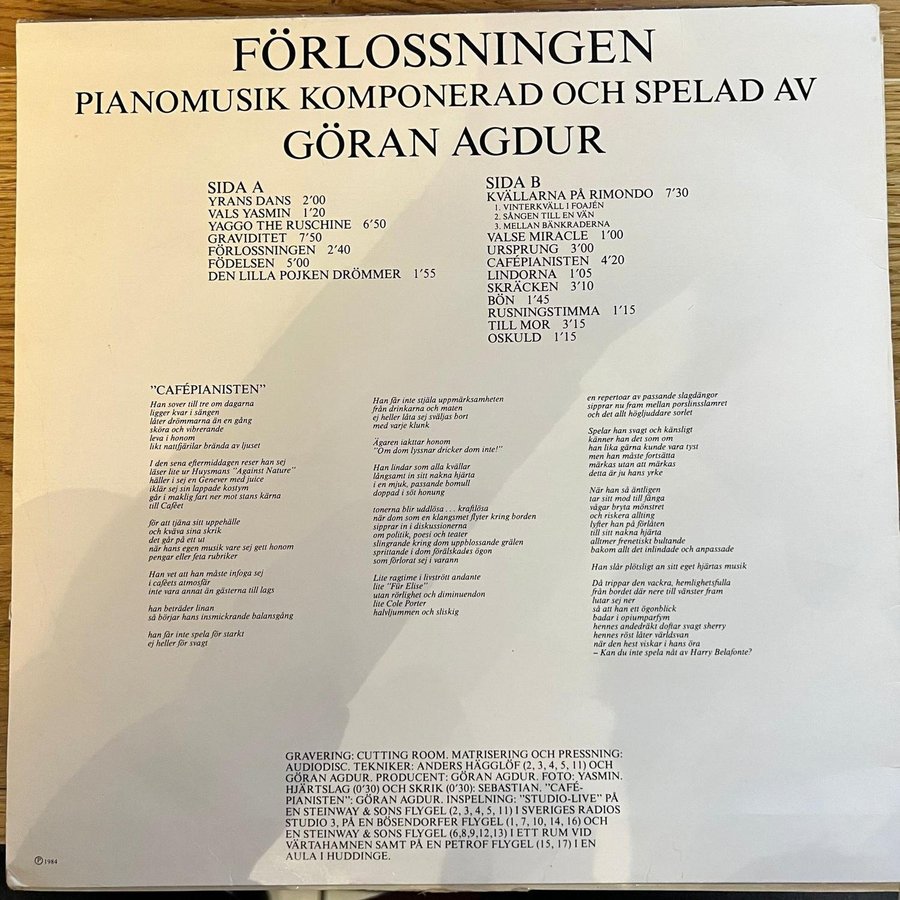 FÖRLOSSNINGEN
PIANOMUSIK KOMPONERAD OCH SPELAD AV
GÖRAN AGDUR
SIDA A
YRANS DANS 2'00
VALS YASMIN 1'20
YAGGO THE RUSCHINE 6'50
GRAVIDITET 7'50
FÖRLOSSNINGEN 2'40
FÖDELSEN 5'00
DEN LILLA POJKEN DRÖMMER 1'55
SIDA B
KVÄLLARNA PÅ RIMONDO 7'30
1. VINTERKVÄLL I FOAJÉN
2. SÅNGEN TILL EN VÄN
3. MELLAN BÄNKRADERNA
VALSE MIRACLE 1'00
URSPRUNG 3'00
CAFÉPIANISTEN 4'20
LINDORNA 1'05
SKRÄCKEN 3'10
BÖN 1'45
RUSNINGSTIMMA 1'15
TILL MOR 3'15
OSKULD 1'15
"CAFÉPIANISTEN"
Han sover till tre om dagarna
ligger kvar i sängen
låter drömmarna än en gång
sköra och vibrerande
leva i honom
likt nattfjärilar brända av ljuset
I den sena eftermiddagen reser han sej
läser lite ur Huysmans "Against Nature"
häller i sej en Genever med juice
iklär sej sin lappade kostym
går i maklig fart ner mot stans kärna
till Caféet
för att tjäna sitt uppehälle
och kväva sina skrik
det går på ett ut
när hans egen musik vare sej gett honom
pengar eller feta rubriker
Han vet att han måste infoga sej
i caféets atmosfär
inte vara annat än gästerna till lags
han beträder linan
så börjar hans insmickrande balansgång
han får inte spela för starkt
ej heller för svagt
Han får inte stjäla uppmärksamheten
från drinkarna och maten
ej heller låta sej sväljas bort
med varje klunk
Ägaren iakttar honom
"Om dom lyssnar dricker dom inte!"
Han lindar som alla kvällar
långsamt in sitt nakna hjärta
i en mjuk, passande bomull
doppad i söt honung
tonerna blir uddlösa . . . kraftlösa
när dom som en klangsmet flyter kring borden
sipprar in i diskussionerna
om politik, poesi och teater
slingrande kring dom uppblossande grälen
sprittande i dom förälskades ögon
som förlorat sej i varann
Lite ragtime i livstrött andante
lite "Für Elise"
utan rörlighet och diminuendon
lite Cole Porter
halvljummen och sliskig
en repertoar av passande slagdängor
sipprar nu fram mellan porslinsslamret
och det allt högljuddare sorlet
Spelar han svagt och känsligt
känner han det som om
han lika gärna kunde vara tyst
men han måste fortsätta
märkas utan att märkas
detta är ju hans yrke
När han så äntligen
tar sitt mod till fånga
vågar bryta mönstret
och riskera allting
lyfter han på förlåten
till sitt nakna hjärta
alltmer frenetiskt bultande
bakom allt det inlindade och anpassade
Han slår plötsligt an sitt eget hjärtas musik
Då trippar den vackra, hemlighetsfulla
från bordet där nere till vänster fram
lutar sej ner
så att han ett ögonblick
badar i opiumparfym
hennes andedräkt doftar svagt sherry
hennes röst låter världsvan
när den hest viskar i hans öra
– Kan du inte spela nåt av Harry Belafonte?
GRAVERING: CUTTING ROOM. MATRISERING OCH PRESSNING:
AUDIODISC. TEKNIKER: ANDERS HÄGGLÖF (2, 3, 4, 5, 11) OCH
GÖRAN AGDUR. PRODUCENT: GÖRAN AGDUR. FOTO: YASMIN.
HJÄRTSLAG (0'30) OCH SKRIK (0'30): SEBASTIAN. "CAFÉ-
PIANISTEN": GÖRAN AGDUR. INSPELNING: "STUDIO-LIVE" PÅ
EN STEINWAY & SONS FLYGEL (2, 3, 4, 5, 11) I SVERIGES RADIOS
STUDIO 3, PÅ EN BÖSENDORFER FLYGEL (1, 7, 10, 14, 16) OCH
EN STEINWAY & SONS FLYGEL (6,8,9,12,13) I ETT RUM VID
VÄRTAHAMNEN SAMT PÅ EN PETROF FLYGEL (15, 17) I EN
AULA I HUDDINGE.
℗ 1984